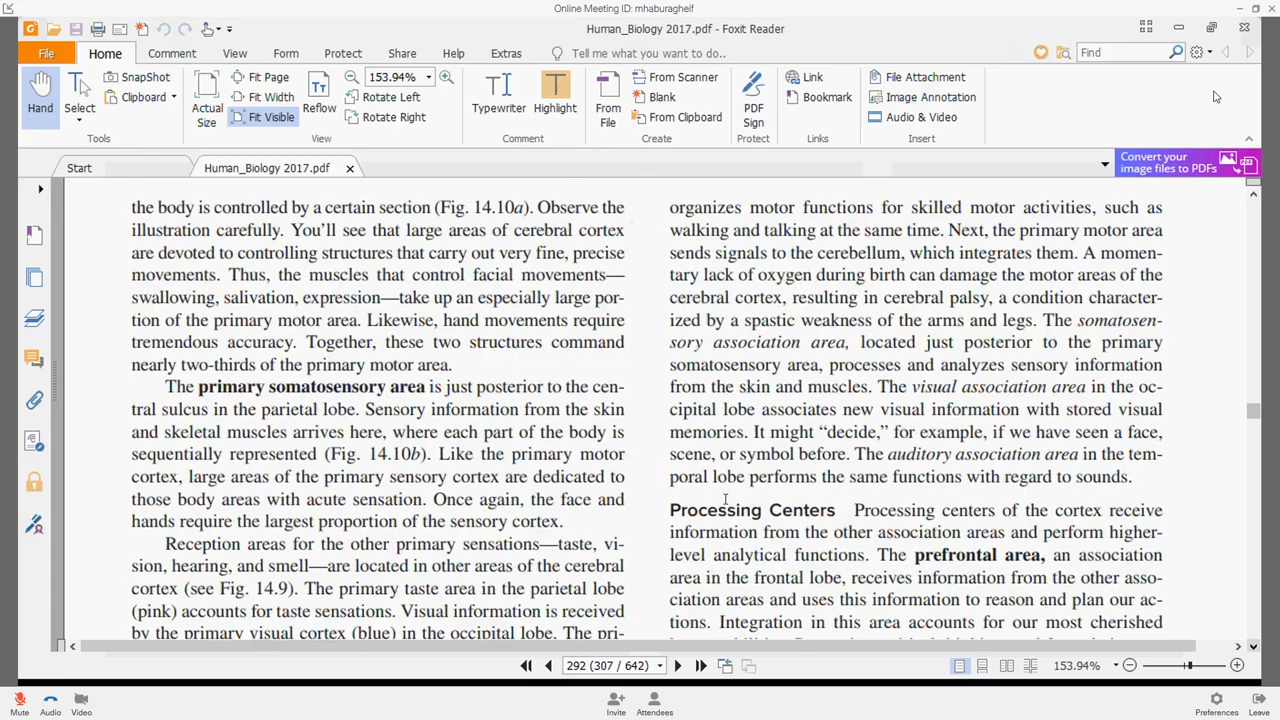 Online Meeting ID: mhaburagheif
Human_Biology 2017.pdf - Foxit Reader
File
Home
Comment
View
Form
Protect
Share
Help
Extras
Tell me what you want to do..
Find
Hand
Select
SnapShot
Clipboard
Tools
Actual
Size
Fit Page
Fit Width
Fit Visible
Reflow
153.94%
Rotate Left
Rotate Right
View
Typewriter
Highlight
Comment
From
File
From Scanner
Blank
From Clipboard
Create
PDF
Sign
Protect
Link
Bookmark
Links
File Attachment
Image Annotation
Audio & Video
Insert
Start
Human_Biology 2017.pdf
Convert your
image files to PDFs
the body is controlled by a certain section (Fig. 14.10a). Observe the
illustration carefully. You’ll see that large areas of cerebral cortex
are devoted to controlling structures that carry out very fine, precise
movements. Thus, the muscles that control facial movements—
swallowing, salivation, expression—take up an especially large por-
tion of the primary motor area. Likewise, hand movements require
tremendous accuracy. Together, these two structures command
nearly two-thirds of the primary motor area.
The primary somatosensory area is just posterior to the cen-
tral sulcus in the parietal lobe. Sensory information from the skin
and skeletal muscles arrives here, where each part of the body is
sequentially represented (Fig. 14.10b). Like the primary motor
cortex, large areas of the primary sensory cortex are dedicated to
those body areas with acute sensation. Once again, the face and
hands require the largest proportion of the sensory cortex.
Reception areas for the other primary sensations—taste, vi-
sion, hearing, and smell—are located in other areas of the cerebral
cortex (see Fig. 14.9). The primary taste area in the parietal lobe
(pink) accounts for taste sensations. Visual information is received
by the primary visual cortex (blue) in the occipital lobe. The pri-
organizes motor functions for skilled motor activities, such as
walking and talking at the same time. Next, the primary motor area
sends signals to the cerebellum, which integrates them. A momen-
tary lack of oxygen during birth can damage the motor areas of the
cerebral cortex, resulting in cerebral palsy, a condition character-
ized by a spastic weakness of the arms and legs. The somatosen-
sory association area, located just posterior to the primary
somatosensory area, processes and analyzes sensory information
from the skin and muscles. The visual association area in the oc-
cipital lobe associates new visual information with stored visual
memories. It might “decide,” for example, if we have seen a face,
scene, or symbol before. The auditory association area in the tem-
poral lobe performs the same functions with regard to sounds.
Processing Centers Processing centers of the cortex receive
information from the other association areas and perform higher-
level analytical functions. The prefrontal area, an association
area in the frontal lobe, receives information from the other asso-
ciation areas and uses this information to reason and plan our ac-
tions. Integration in this area accounts for our most cherished
292 (307 / 642)
153.94%
Mute
Audio
Video
Invite
Attendees
Preferences
Leave